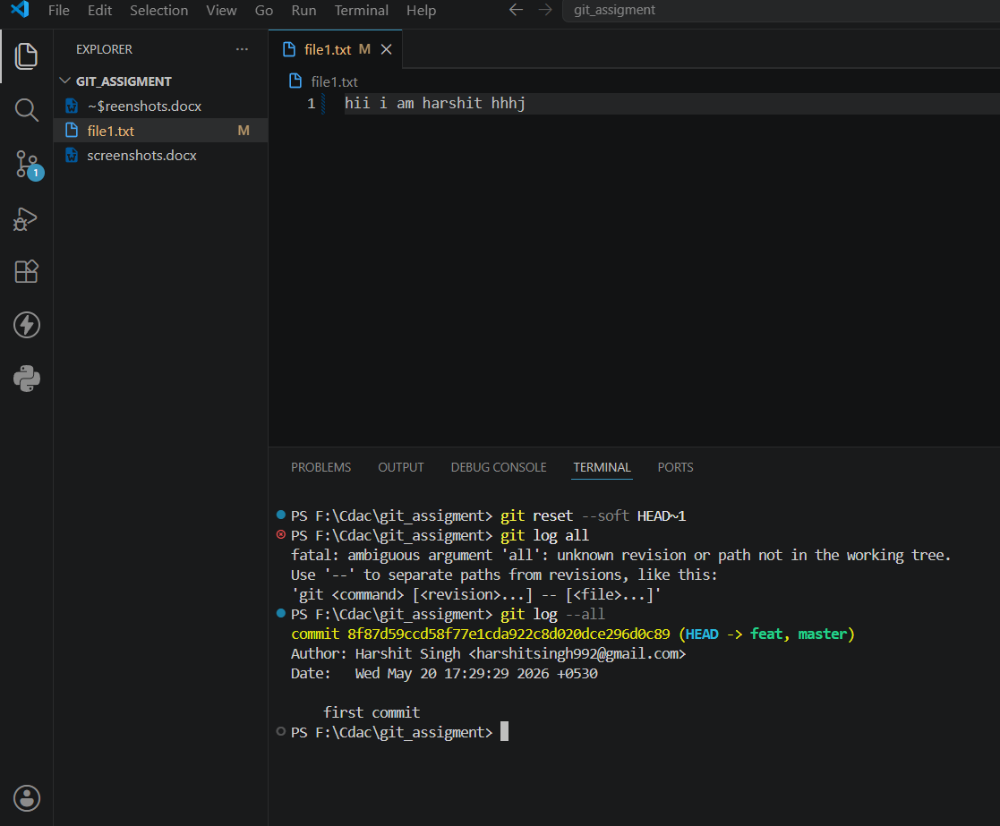 File Edit Selection View Go Run Terminal Help git_assigment
EXPLORER ...
GIT_ASSIGMENT
~$reenshots.docx
file1.txt M
screenshots.docx
1
file1.txt M
file1.txt
1 hii i am harshit hhhj
PROBLEMS OUTPUT DEBUG CONSOLE TERMINAL PORTS
PS F:\Cdac\git_assigment> git reset --soft HEAD~1
PS F:\Cdac\git_assigment> git log all
fatal: ambiguous argument 'all': unknown revision or path not in the working tree.
Use '--' to separate paths from revisions, like this:
'git <command> [<revision>...] -- [<file>...]'
PS F:\Cdac\git_assigment> git log --all
commit 8f87d59ccd58f77e1cda922c8d020dce296d0c89 (HEAD -> feat, master)
Author: Harshit Singh <harshitsingh992@gmail.com>
Date:   Wed May 20 17:29:29 2026 +0530
first commit
PS F:\Cdac\git_assigment>